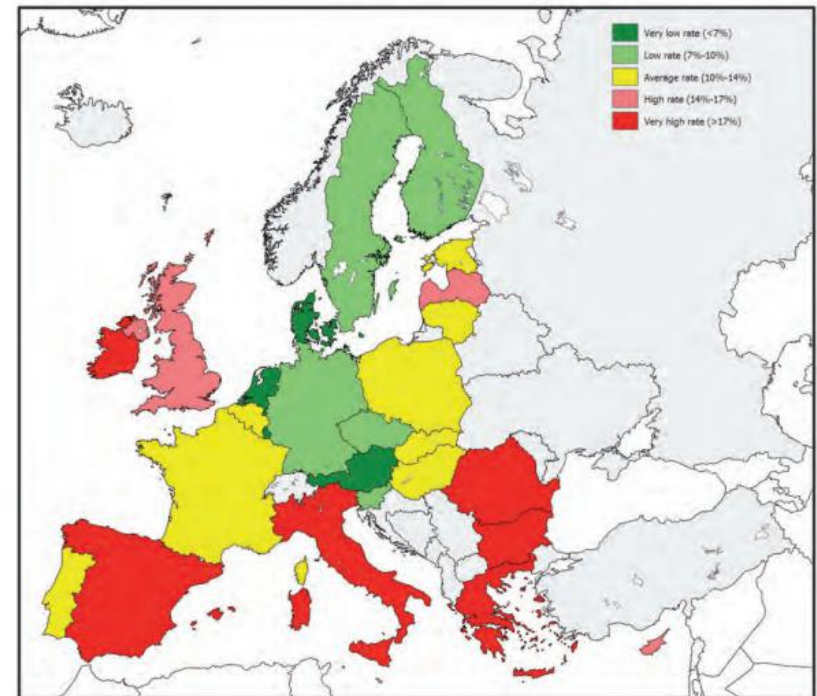 Very low rate (<7%)
Low rate (7%-10%)
Average rate (10%-14%)
High rate (14%-17%)
Very high rate (>17%)